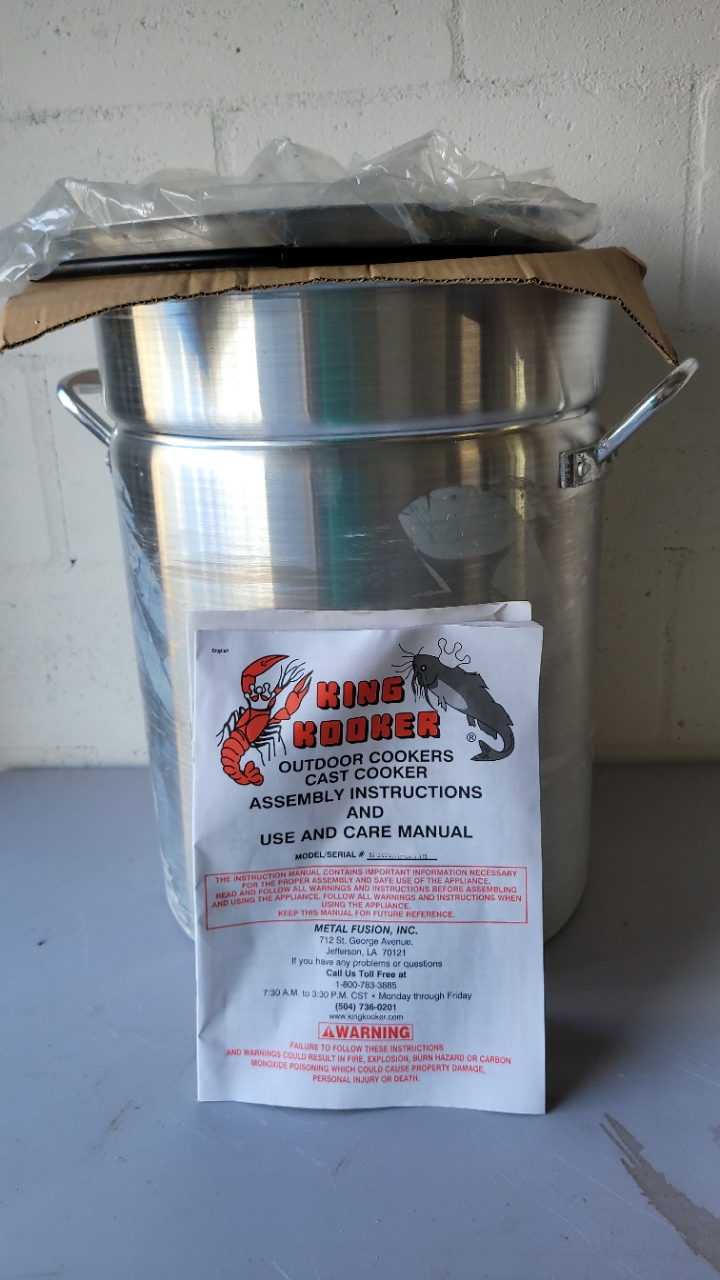 English
KING
KOOKER
®
OUTDOOR COOKERS
CAST COOKER
ASSEMBLY INSTRUCTIONS
AND
USE AND CARE MANUAL
MODEL/SERIAL #
THE INSTRUCTION MANUAL CONTAINS IMPORTANT INFORMATION NECESSARY
FOR THE PROPER ASSEMBLY AND SAFE USE OF THE APPLIANCE.
READ AND FOLLOW ALL WARNINGS AND INSTRUCTIONS BEFORE ASSEMBLING
AND USING THE APPLIANCE. FOLLOW ALL WARNINGS AND INSTRUCTIONS WHEN
USING THE APPLIANCE.
KEEP THIS MANUAL FOR FUTURE REFERENCE.
METAL FUSION, INC.
712 St. George Avenue.
Jefferson, LA 70121
If you have any problems or questions
Call Us Toll Free at
1-800-783-3885
7:30 A.M. to 3:30 P.M. CST • Monday through Friday
(504) 736-0201
www.kingkooker.com
WARNING
FAILURE TO FOLLOW THESE INSTRUCTIONS
AND WARNINGS COULD RESULT IN FIRE, EXPLOSION, BURN HAZARD OR CARBON
MONOXIDE POISONING WHICH COULD CAUSE PROPERTY DAMAGE,
PERSONAL INJURY OR DEATH.